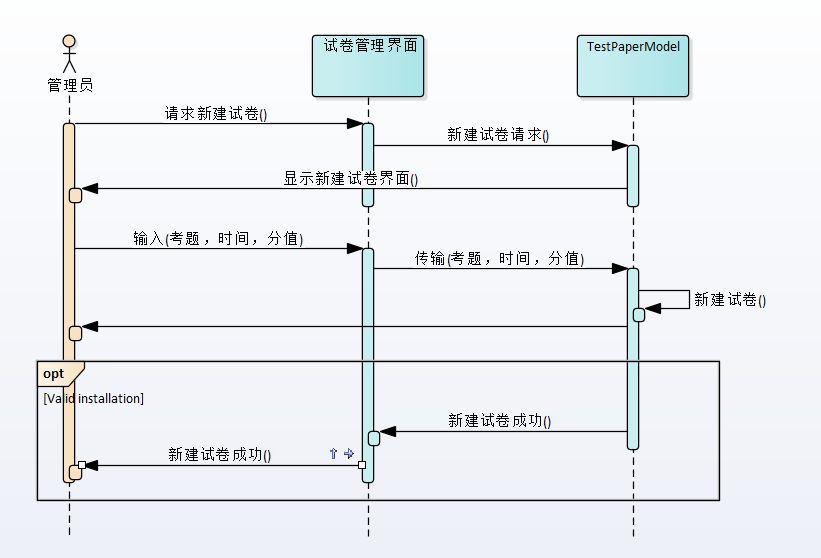 试卷管理界面
TestPaperModel
管理员
请求新建试卷()
新建试卷请求()
显示新建试卷界面()
输入(考题，时间，分值)
传输(考题，时间，分值)
新建试卷()
opt
[Valid installation]
新建试卷成功()
新建试卷成功()